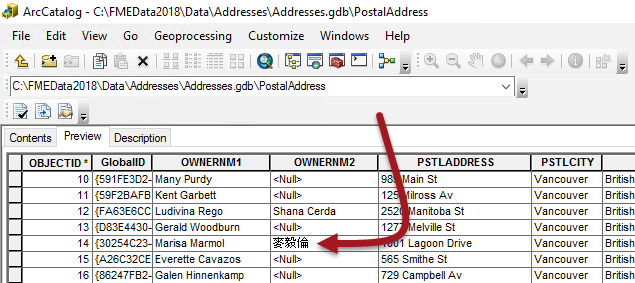 ArcCatalog - C:\FMEData2018\Data\Addresses\Addresses.gdb\PostalAddress
File Edit View Go Geoprocessing Customize Windows Help
C:\FMEData2018\Data\Addresses\Addresses.gdb\PostalAddress
Contents Preview Description
OBJECTID * GlobalID OWNERNM1 OWNERNM2 PSTLADDRESS PSTLCITY
10 {591FE3D2- Many Purdy <Null> 985 Main St Vancouver British
11 {59F2BAFB Kent Garbett <Null> 125 Milross Av Vancouver British
12 {FA63E6CC Ludivina Rego Shana Cerda 2520 Manitoba St Vancouver British
13 {D83E4430- Gerald Woodburn <Null> 1277 Melville St Vancouver British
14 {30254C23- Marisa Marmol 麥毅倫 1001 Lagoon Drive Vancouver British
15 {A26C32CE Everette Cavazos <Null> 565 Smithe St Vancouver British
16 {86247FB2- Galen Hinnenkamp <Null> 729 Campbell Av Vancouver British